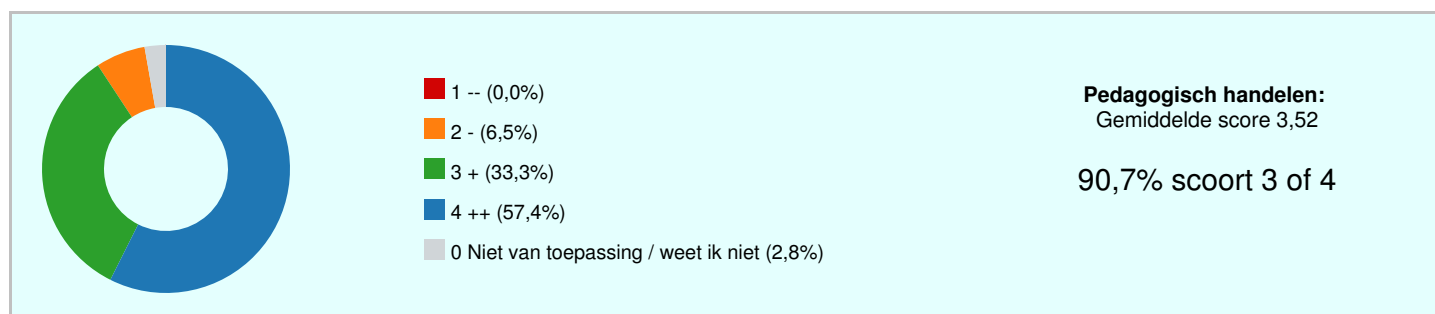 1 -- (0,0%)
2 - (6,5%)
3 + (33,3%)
4 ++ (57,4%)
0 Niet van toepassing / weet ik niet (2,8%)
Pedagogisch handelen:
Gemiddelde score 3,52
90,7% scoort 3 of 4